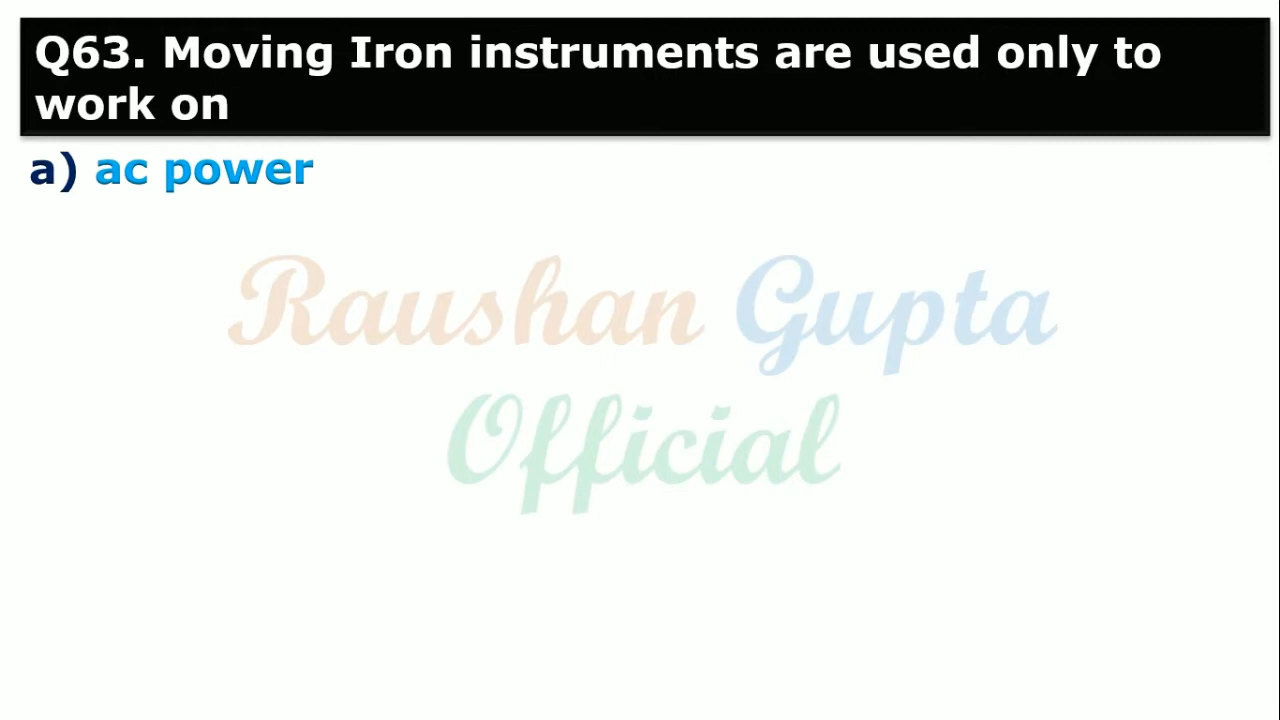 Q63. Moving Iron instruments are used only to
work on
a) ac power
Raushan Gupta
Official